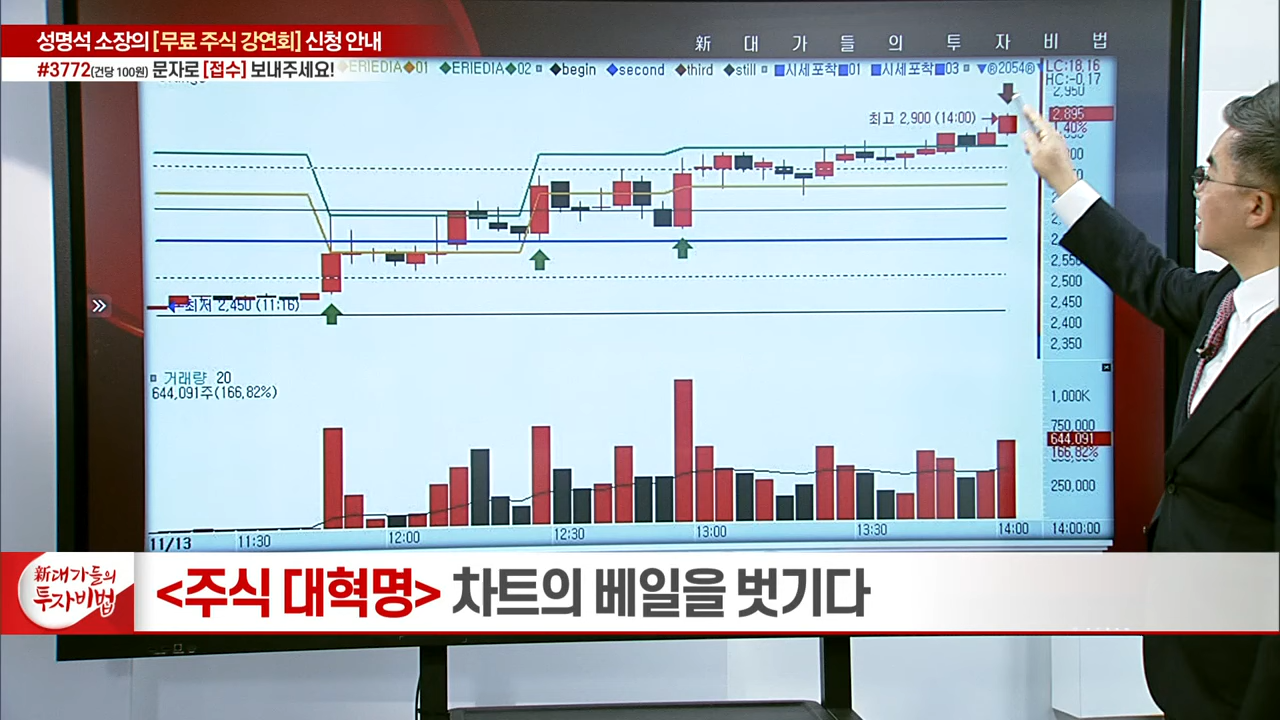 성명석 소장의 [무료 주식 강연회] 신청 안내
#3772(건당 100원) 문자로 [접수] 보내주세요!
新 대 가 들 의 투 자 비 법
◆ERIEDIA◆01 ◆ERIEDIA◆02 ◆begin ◆second ◆third ◆still ■시세포착■01 ■시세포착■03 ▼®2054®▼
LC:18,16
HC:-0,17
최고 2,900 (14:00)
2,950
2,895
1,40%
2,550
2,500
2,450
2,400
2,350
최저 2,450 (11:16)
거래량 20
644,091주(166,82%)
1,000K
750,000
644,091
166,82%
250,000
11/13 11:30 12:00 12:30 13:00 13:30 14:00 14:00:00
新대가들의
투자비법
<주식 대혁명> 차트의 베일을 벗기다